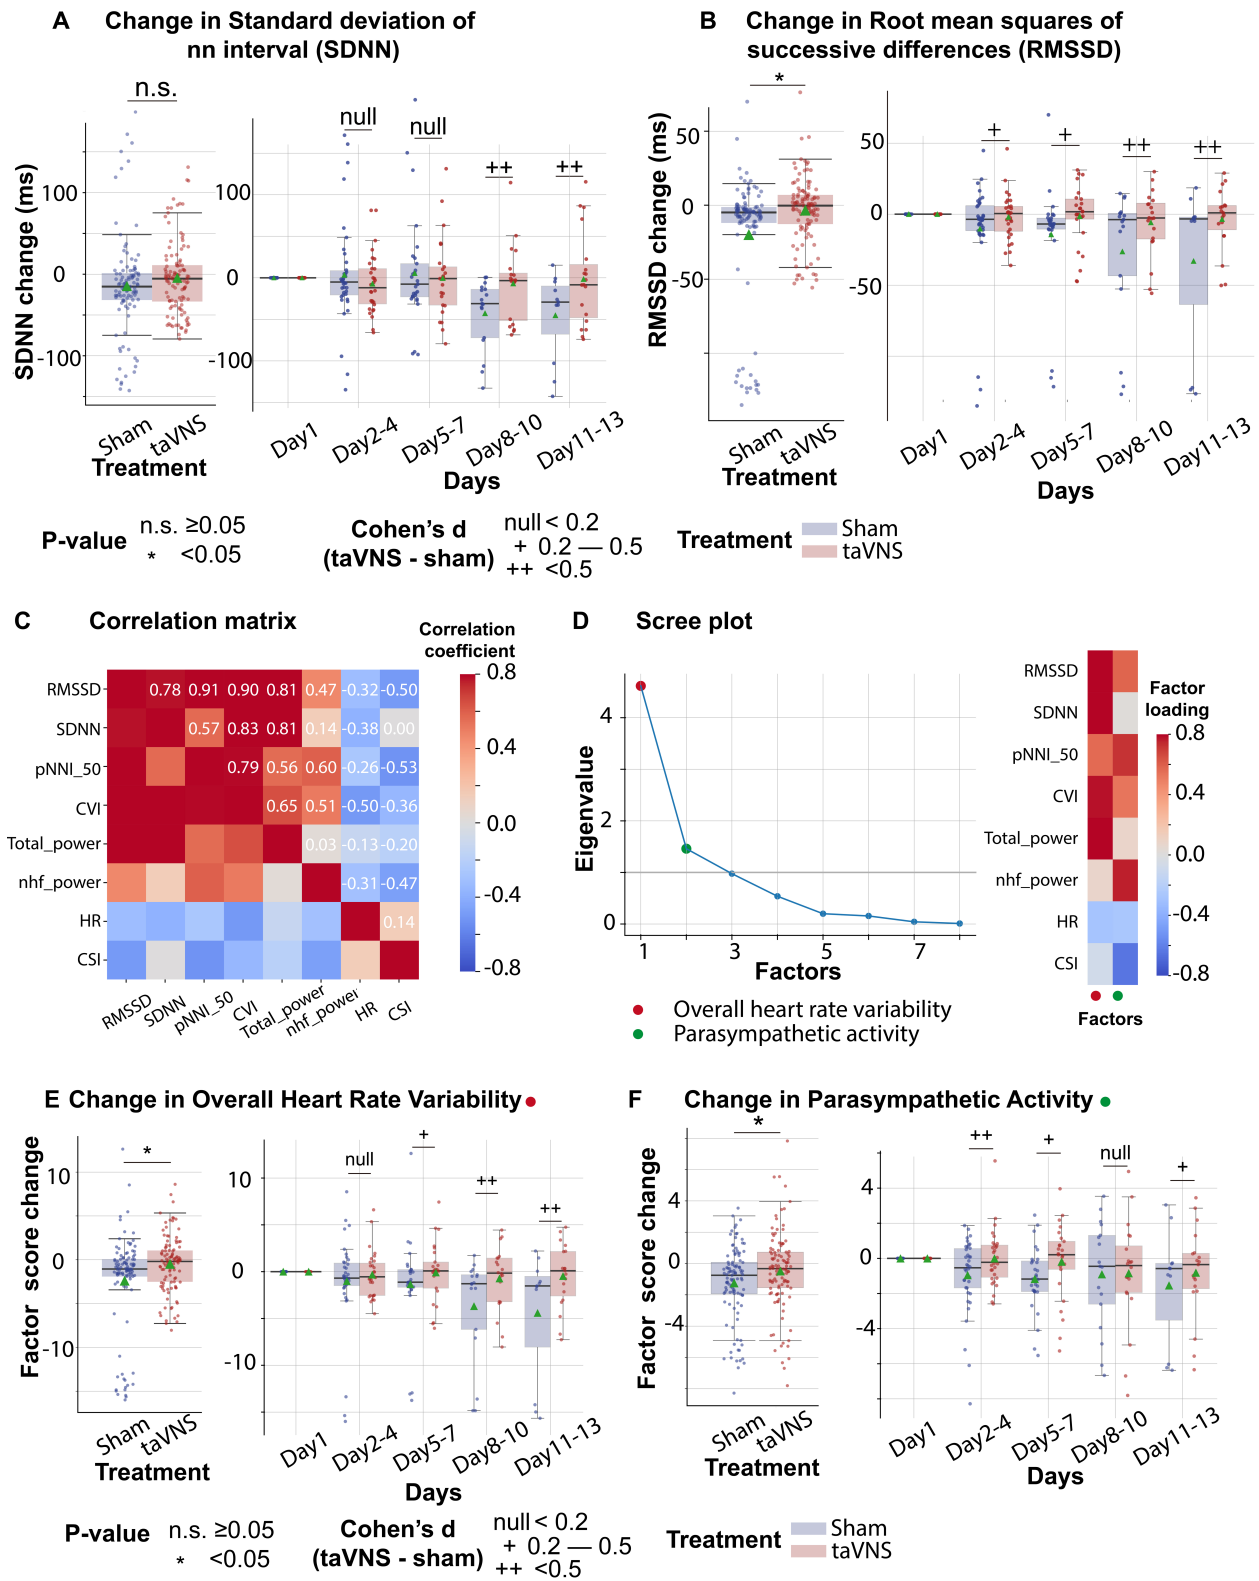 A Change in Standard deviation of
nn interval (SDNN)
n.s.
SDNN change (ms)
100
0
-100
Sham
taVNS
Treatment
null
null
++
++
100
0
-100
Day1
Day2-4
Day5-7
Day8-10
Day11-13
Days
B Change in Root mean squares of
successive differences (RMSSD)
*
RMSSD change (ms)
50
0
-50
Sham
taVNS
Treatment
+
+
++
++
50
0
-50
Day1
Day2-4
Day5-7
Day8-10
Day11-13
Days
P-value
n.s. ≥0.05
* <0.05
Cohen's d
(taVNS - sham)
null < 0.2
+ 0.2 — 0.5
++ <0.5
Treatment
Sham
taVNS
C Correlation matrix
Correlation
coefficient
RMSSD 0.78 0.91 0.90 0.81 0.47 -0.32 -0.50
SDNN 0.57 0.83 0.81 0.14 -0.38 0.00
pNNI_50 0.79 0.56 0.60 -0.26 -0.53
CVI 0.65 0.51 -0.50 -0.36
Total_power 0.03 -0.13 -0.20
nhf_power -0.31 -0.47
HR 0.14
CSI
RMSSD
SDNN
pNNI_50
CVI
Total_power
nhf_power
HR
CSI
0.8
0.4
0.0
-0.4
-0.8
D Scree plot
Eigenvalue
4
2
0
1
3
5
7
Factors
Overall heart rate variability
Parasympathetic activity
RMSSD
SDNN
pNNI_50
CVI
Total_power
nhf_power
HR
CSI
Factors
Factor
loading
0.8
0.4
0.0
-0.4
-0.8
E Change in Overall Heart Rate Variability
*
Factor score change
10
0
-10
Sham
taVNS
Treatment
null
+
++
++
10
0
-10
Day1
Day2-4
Day5-7
Day8-10
Day11-13
Days
F Change in Parasympathetic Activity
*
Factor score change
4
0
-4
Sham
taVNS
Treatment
++
+
null
+
4
0
-4
Day1
Day2-4
Day5-7
Day8-10
Day11-13
Days
P-value
n.s. ≥0.05
* <0.05
Cohen's d
(taVNS - sham)
null < 0.2
+ 0.2 — 0.5
++ <0.5
Treatment
Sham
taVNS